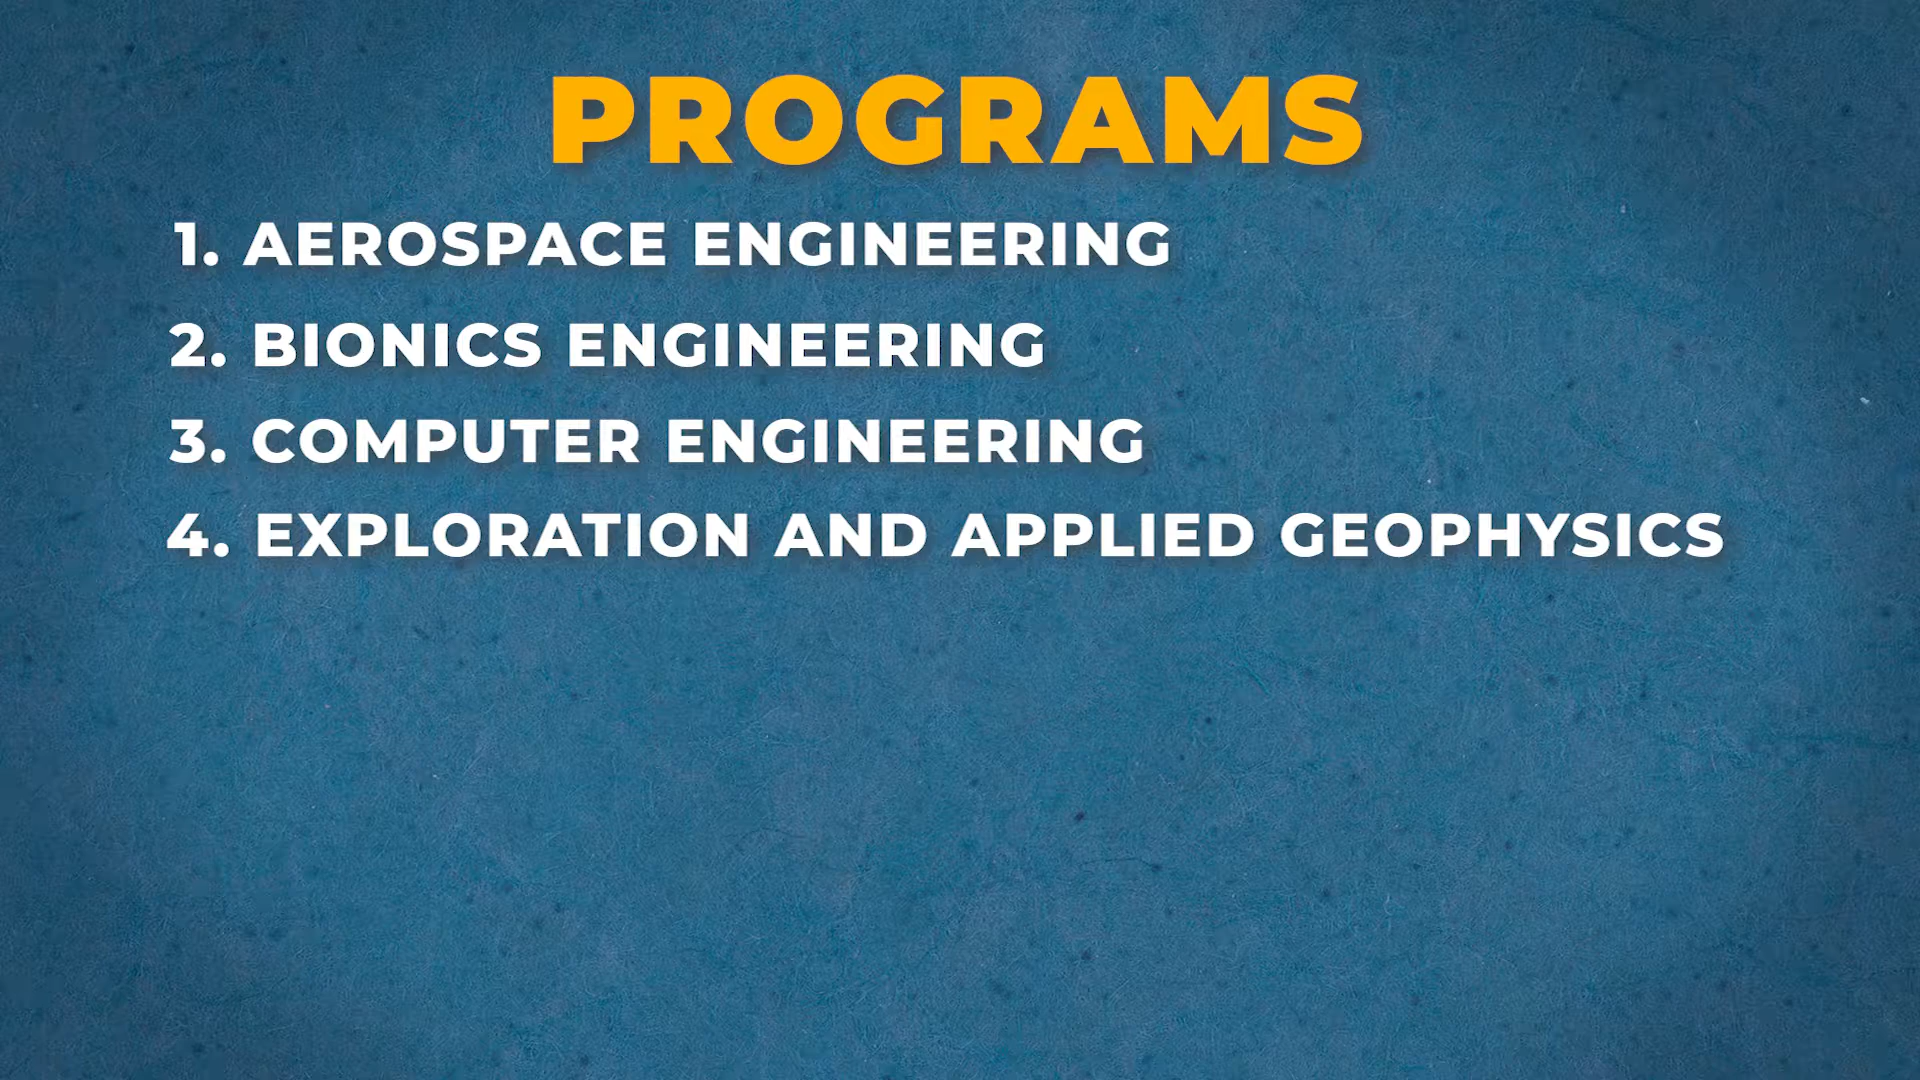 PROGRAMS
1. AEROSPACE ENGINEERING
2. BIONICS ENGINEERING
3. COMPUTER ENGINEERING
4. EXPLORATION AND APPLIED GEOPHYSICS